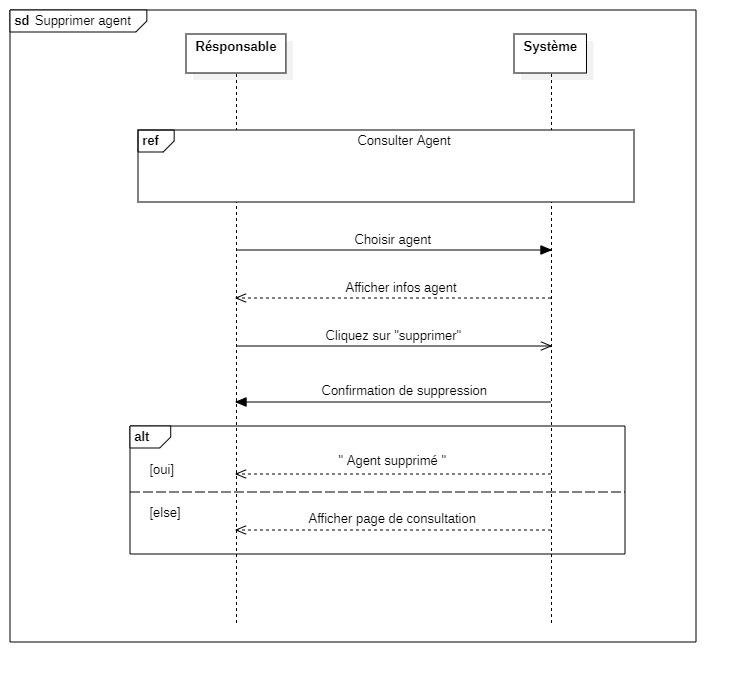 sd Supprimer agent
Résponsable
Système
ref
Consulter Agent
Choisir agent
Afficher infos agent
Cliquez sur "supprimer"
Confirmation de suppression
alt
" Agent supprimé "
[oui]
[else]
Afficher page de consultation